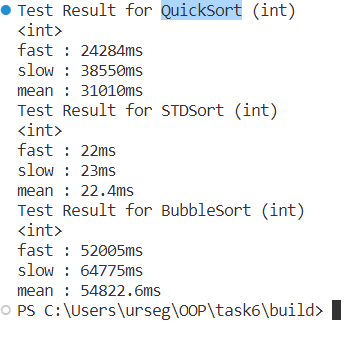 Test Result for QuickSort (int)
<int>
fast : 24284ms
slow : 38550ms
mean : 31010ms
Test Result for STDSort (int)
<int>
fast : 22ms
slow : 23ms
mean : 22.4ms
Test Result for BubbleSort (int)
<int>
fast : 52005ms
slow : 64775ms
mean : 54822.6ms
PS C:\Users\urseg\OOP\task6\build>